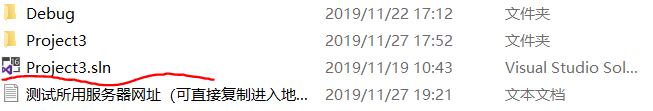 Debug 2019/11/22 17:12 文件夹
Project3 2019/11/27 17:52 文件夹
Project3.sln 2019/11/19 10:43 Visual Studio Sol...
测试所用服务器网址（可直接复制进入地... 2019/11/27 19:21 文本文档